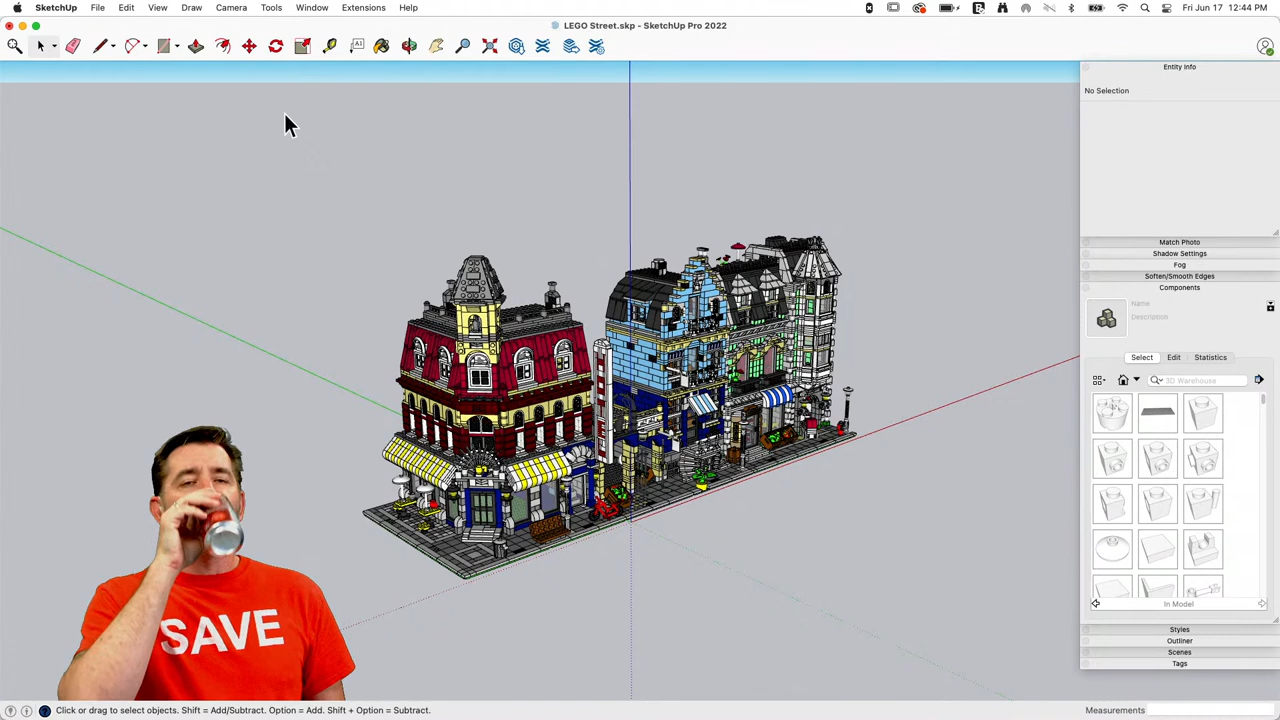 SketchUp File Edit View Draw Camera Tools Window Extensions Help Fri Jun 17 12:44 PM
LEGO Street.skp - SketchUp Pro 2022
Entity Info
No Selection
Match Photo
Shadow Settings
Fog
Soften/Smooth Edges
Components
Name
Description
Select Edit Statistics
3D Warehouse
In Model
Styles
Outliner
Scenes
Tags
SAVE
Click or drag to select objects. Shift = Add/Subtract. Option = Add. Shift + Option = Subtract. Measurements